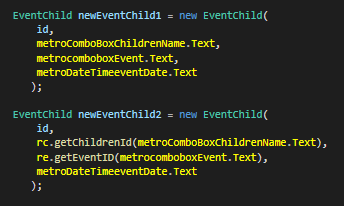 EventChild newEventChild1 = new EventChild(
id,
metroComboBoxChildrenName.Text,
metrocomboboxEvent.Text,
metroDateTimeeventDate.Text
);
EventChild newEventChild2 = new EventChild(
id,
rc.getChildrenId(metroComboBoxChildrenName.Text),
re.getEventID(metrocomboboxEvent.Text),
metroDateTimeeventDate.Text
);